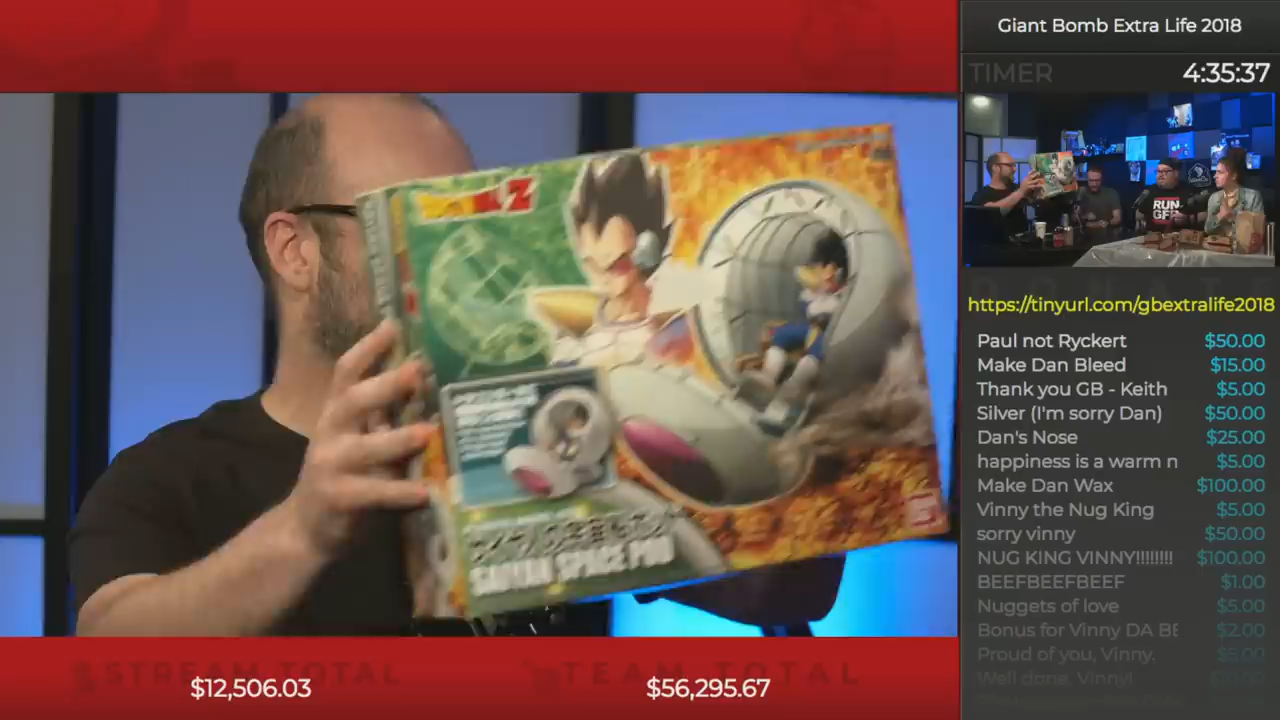 Giant Bomb Extra Life 2018
TIMER 4:35:37
Z
SAIYAN SPACE POD
RUN
https://tinyurl.com/gbextralife2018
Paul not Ryckert $50.00
Make Dan Bleed $15.00
Thank you GB - Keith $5.00
Silver (I'm sorry Dan) $50.00
Dan's Nose $25.00
happiness is a warm n $5.00
Make Dan Wax $100.00
Vinny the Nug King $5.00
sorry vinny $50.00
NUG KING VINNY!!!!!!!! $100.00
BEEFBEEFBEEF $1.00
Nuggets of love $5.00
Bonus for Vinny DA BE $2.00
Proud of you, Vinny. $5.00
Well done, Vinny!
STREAM TOTAL
$12,506.03
TEAM TOTAL
$56,295.67